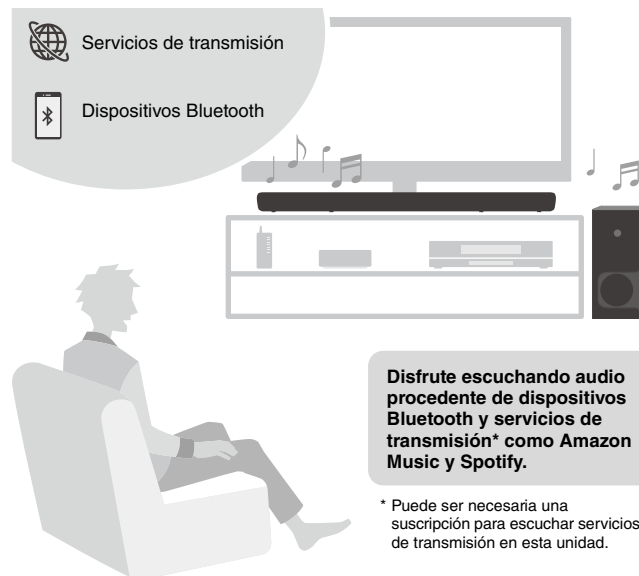 Servicios de transmisión
Dispositivos Bluetooth
Disfrute escuchando audio
procedente de dispositivos
Bluetooth y servicios de
transmisión* como Amazon
Music y Spotify.
* Puede ser necesaria una
suscripción para escuchar servicios
de transmisión en esta unidad.